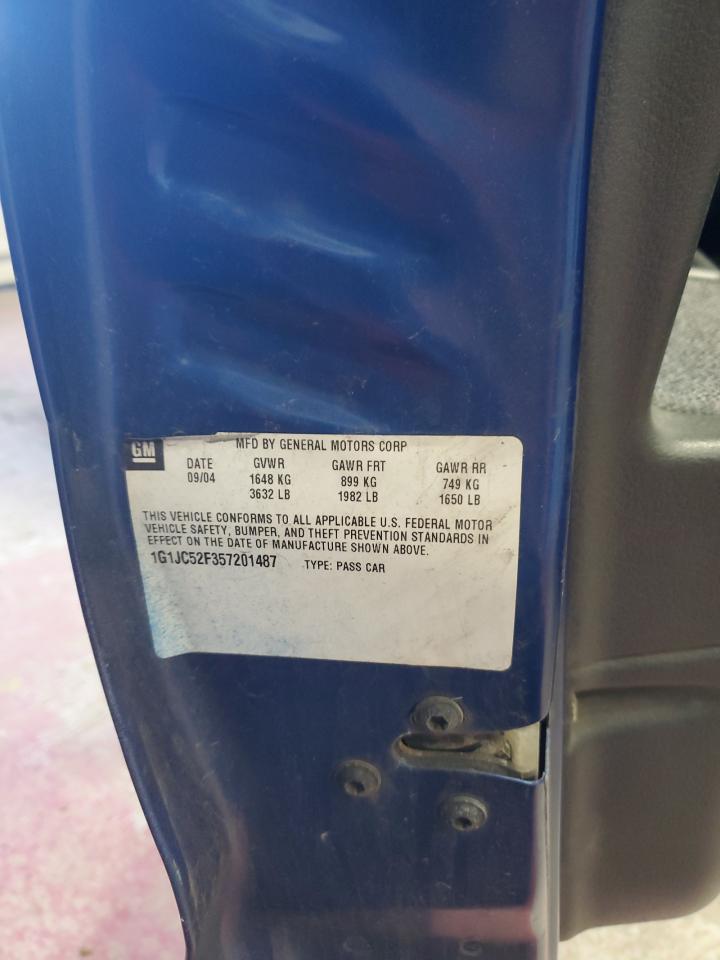 GM
MFD BY GENERAL MOTORS CORP
DATE GVWR GAWR FRT GAWR RR
09/04 1648 KG 899 KG 749 KG
3632 LB 1982 LB 1650 LB
THIS VEHICLE CONFORMS TO ALL APPLICABLE U.S. FEDERAL MOTOR
VEHICLE SAFETY, BUMPER, AND THEFT PREVENTION STANDARDS IN
EFFECT ON THE DATE OF MANUFACTURE SHOWN ABOVE.
1G1JC52F357201487 TYPE: PASS CAR